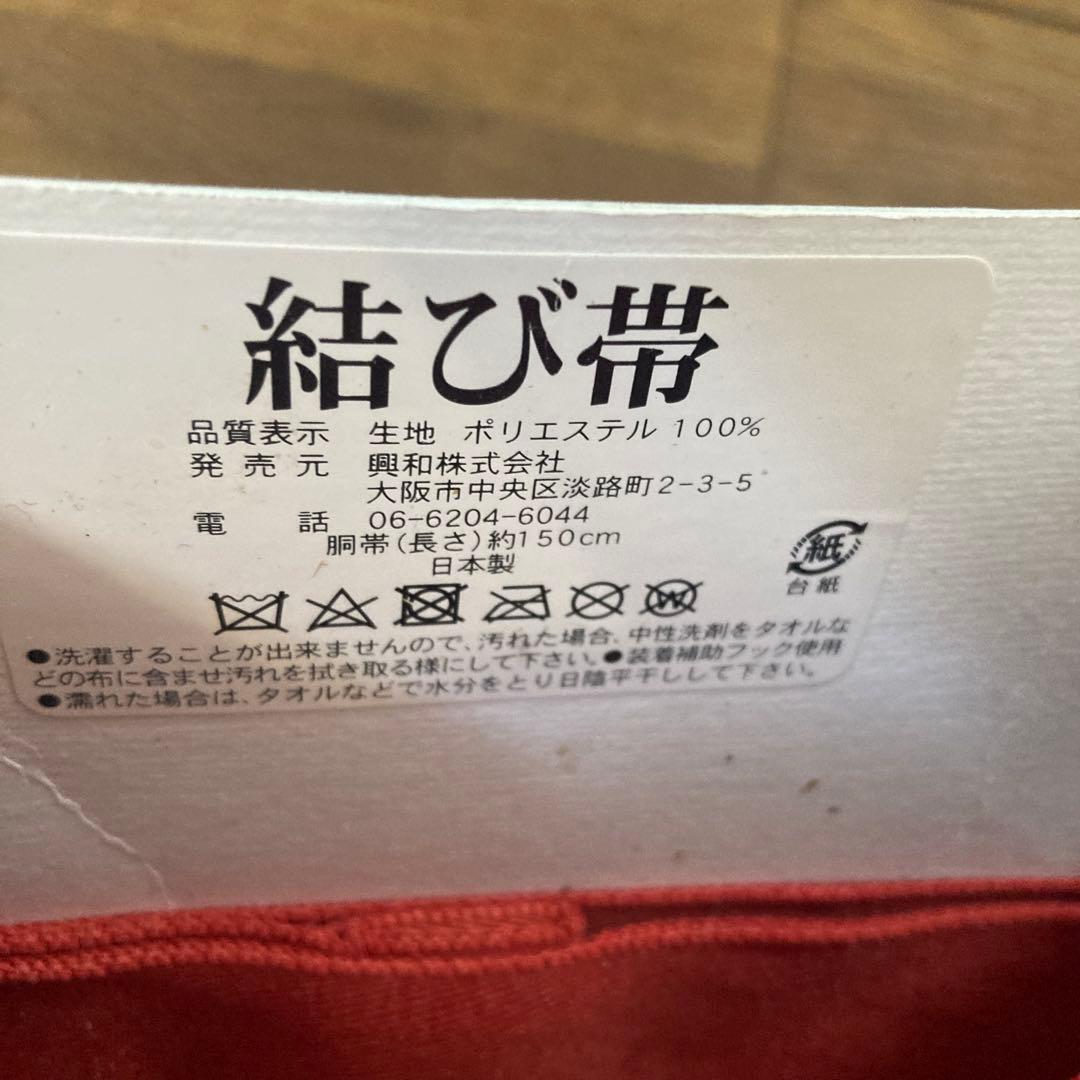 結び帯
品質表示 生地 ポリエステル 100%
発売元 興和株式会社
大阪市中央区淡路町2-3-5
電話 06-6204-6044
胴帯(長さ)約150cm
日本製
紙
台紙
W
●洗濯することが出来ませんので、汚れた場合、中性洗剤をタオルな
どの布に含ませ汚れを拭き取る様にして下さい。●装着補助フック使用
●濡れた場合は、タオルなどで水分をとり日陰平干しして下さい。